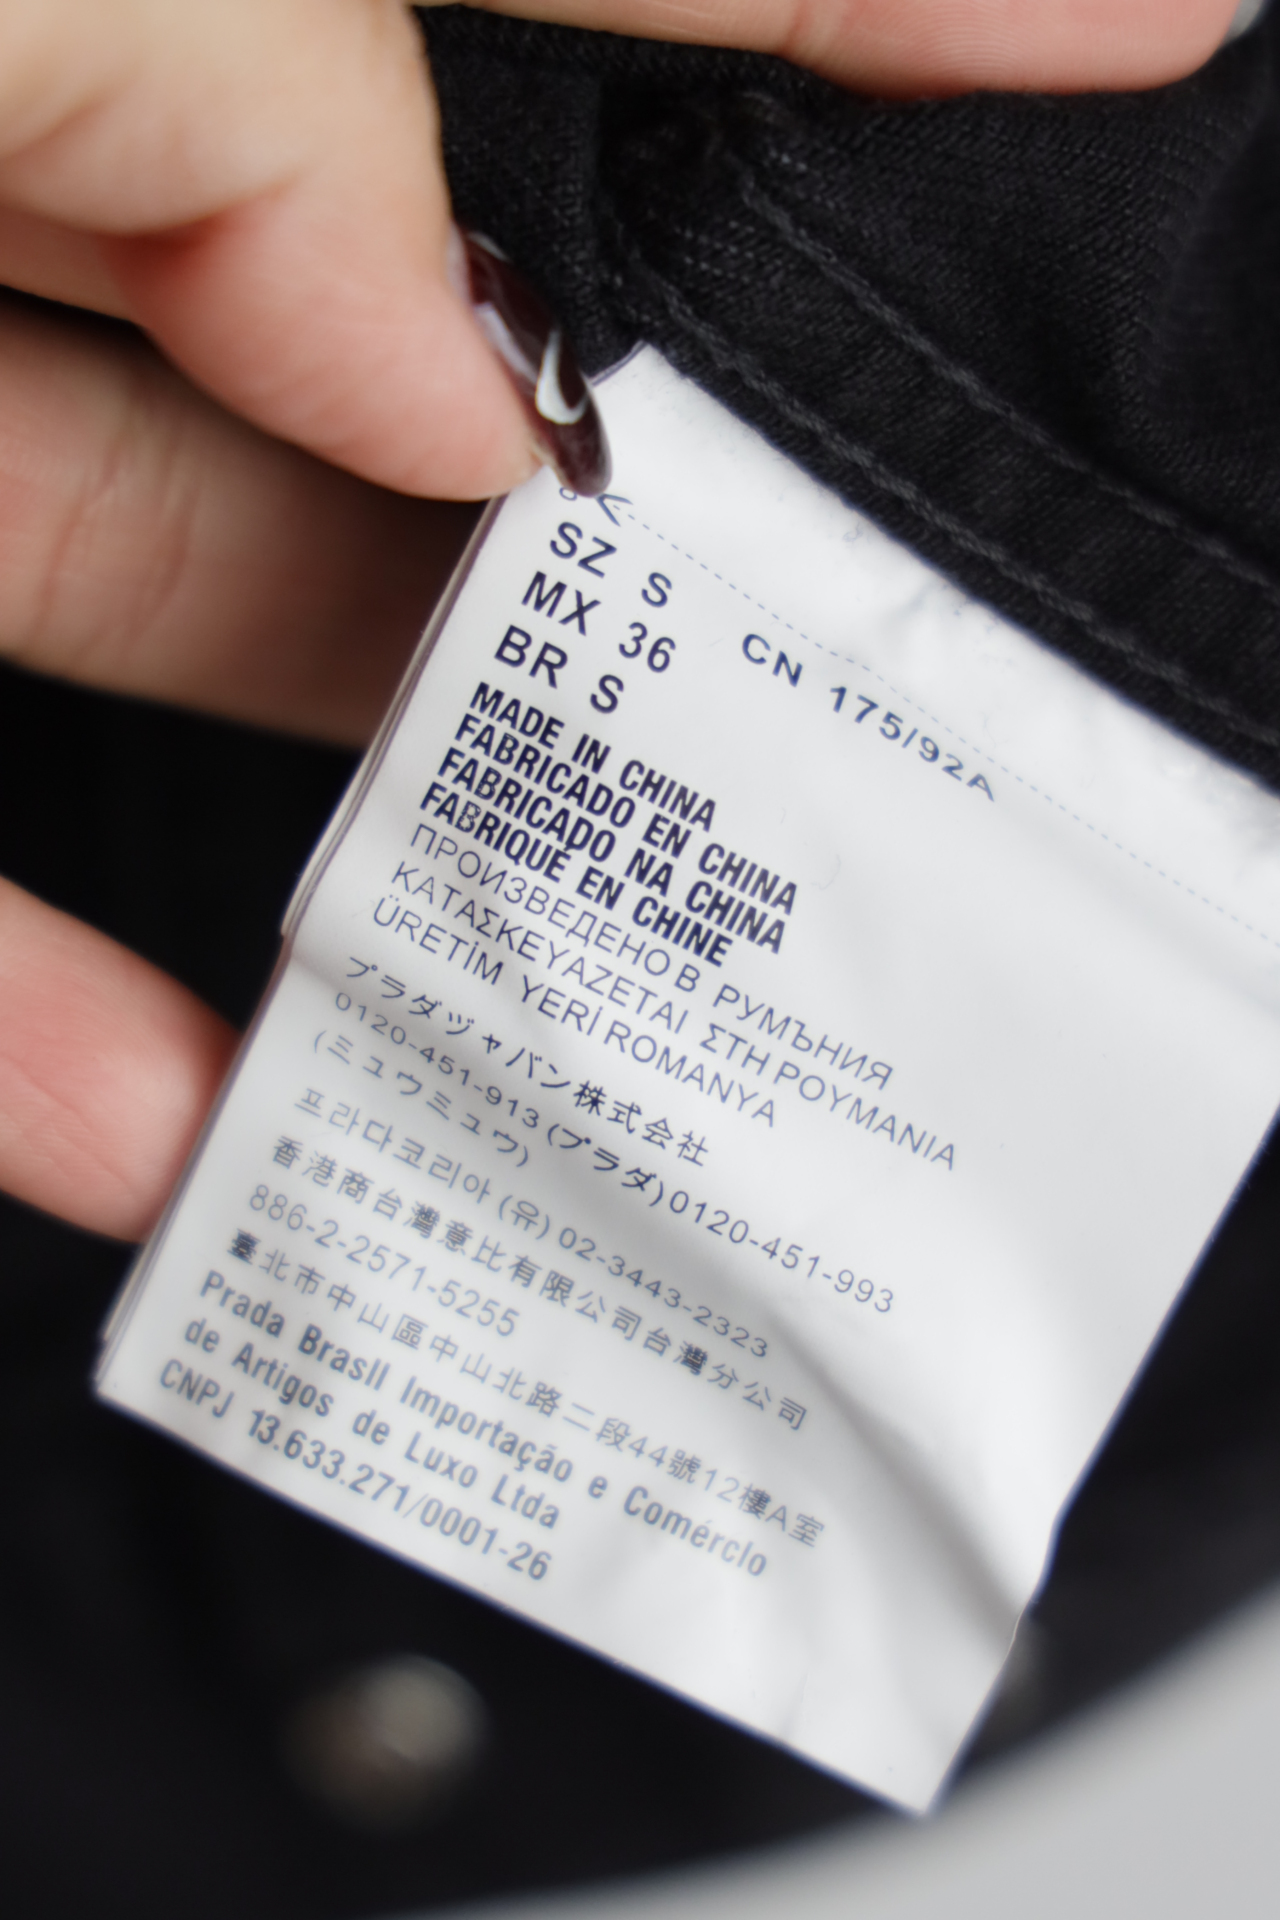 SZ S
MX 36 CN 175/92A
BR S
MADE IN CHINA
FABRICADO EN CHINA
FABRICADO NA CHINA
FABRIQUÉ EN CHINE
ПРОИЗВЕДЕНО В РУМЪНИЯ
ΚΑΤΑΣΚΕΥΑΖΕΤΑΙ ΣΤΗ ΡΟΥΜΑΝΙΑ
ÜRETİM YERİ ROMANYA
プラダヅャバン株式会社
0120-451-913 (プラダ) 0120-451-993
(ミュウミュウ)
프라다코리아 (유) 02-3443-2323
香港商台灣意比有限公司台灣分公司
886-2-2571-5255
臺北市中山區中山北路二段44號12樓A室
Prada BrasIl Importação e ComércIo
de Artigos de Luxo Ltda
CNPJ 13.633.271/0001-26